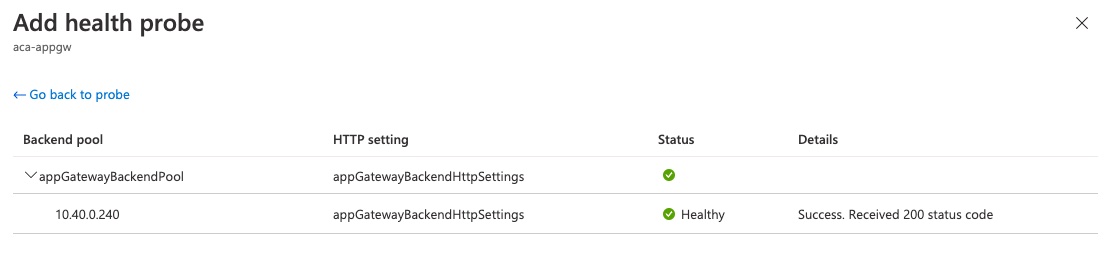 Add health probe
aca-appgw
← Go back to probe
Backend pool HTTP setting Status Details
appGatewayBackendPool appGatewayBackendHttpSettings
10.40.0.240 appGatewayBackendHttpSettings Healthy Success. Received 200 status code